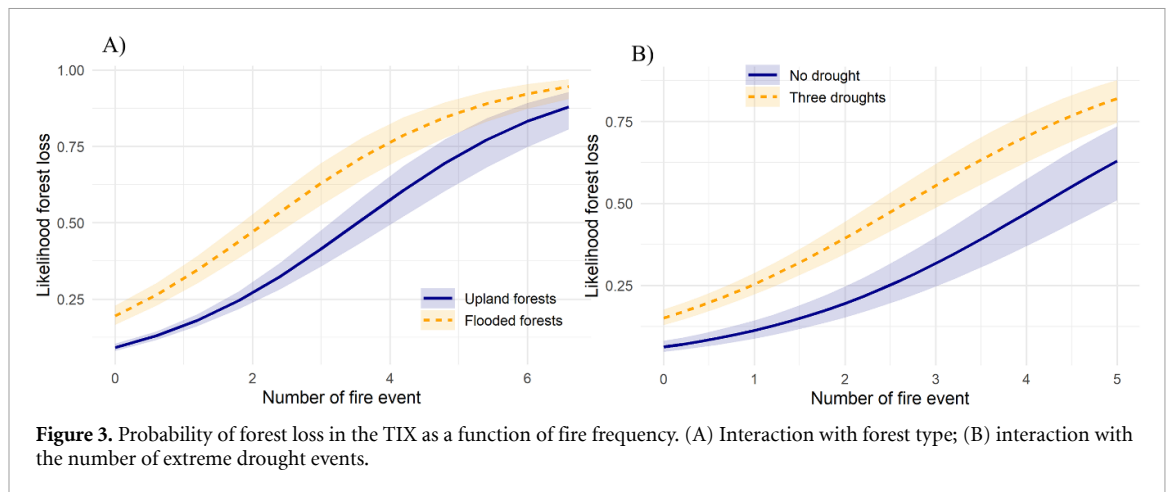 A)
Likelihood forest loss
1.00
0.75
0.50
0.25
0
2
4
6
Number of fire event
Upland forests
Flooded forests
B)
Likelihood forest loss
0.75
0.50
0.25
0
1
2
3
4
5
Number of fire event
No drought
Three droughts
Figure 3. Probability of forest loss in the TIX as a function of fire frequency. (A) Interaction with forest type; (B) interaction with
the number of extreme drought events.